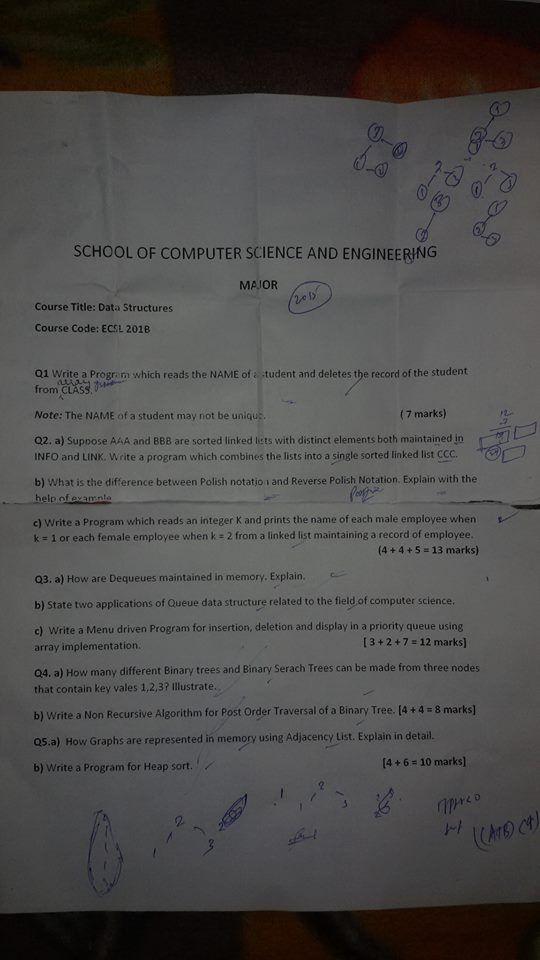 SCHOOL OF COMPUTER SCIENCE AND ENGINEERING
MAJOR
2015
Course Title: Data Structures
Course Code: ECSL 201B
Q1 Write a Program which reads the NAME of a student and deletes the record of the student
array
from CLASS.
Note: The NAME of a student may not be unique. ( 7 marks)
Q2. a) Suppose AAA and BBB are sorted linked lists with distinct elements both maintained in
INFO and LINK. Write a program which combines the lists into a single sorted linked list CCC.
b) What is the difference between Polish notation and Reverse Polish Notation. Explain with the
help of example
c) Write a Program which reads an integer K and prints the name of each male employee when
k = 1 or each female employee when k = 2 from a linked list maintaining a record of employee.
(4 + 4 + 5 = 13 marks)
Q3. a) How are Dequeues maintained in memory. Explain.
b) State two applications of Queue data structure related to the field of computer science.
c) Write a Menu driven Program for insertion, deletion and display in a priority queue using
array implementation. [ 3 + 2 + 7 = 12 marks]
Q4. a) How many different Binary trees and Binary Serach Trees can be made from three nodes
that contain key vales 1,2,3? Illustrate.
b) Write a Non Recursive Algorithm for Post Order Traversal of a Binary Tree. [4 + 4 = 8 marks]
Q5.a) How Graphs are represented in memory using Adjacency List. Explain in detail.
b) Write a Program for Heap sort. [4 + 6 = 10 marks]
2
1 3
1 2 3